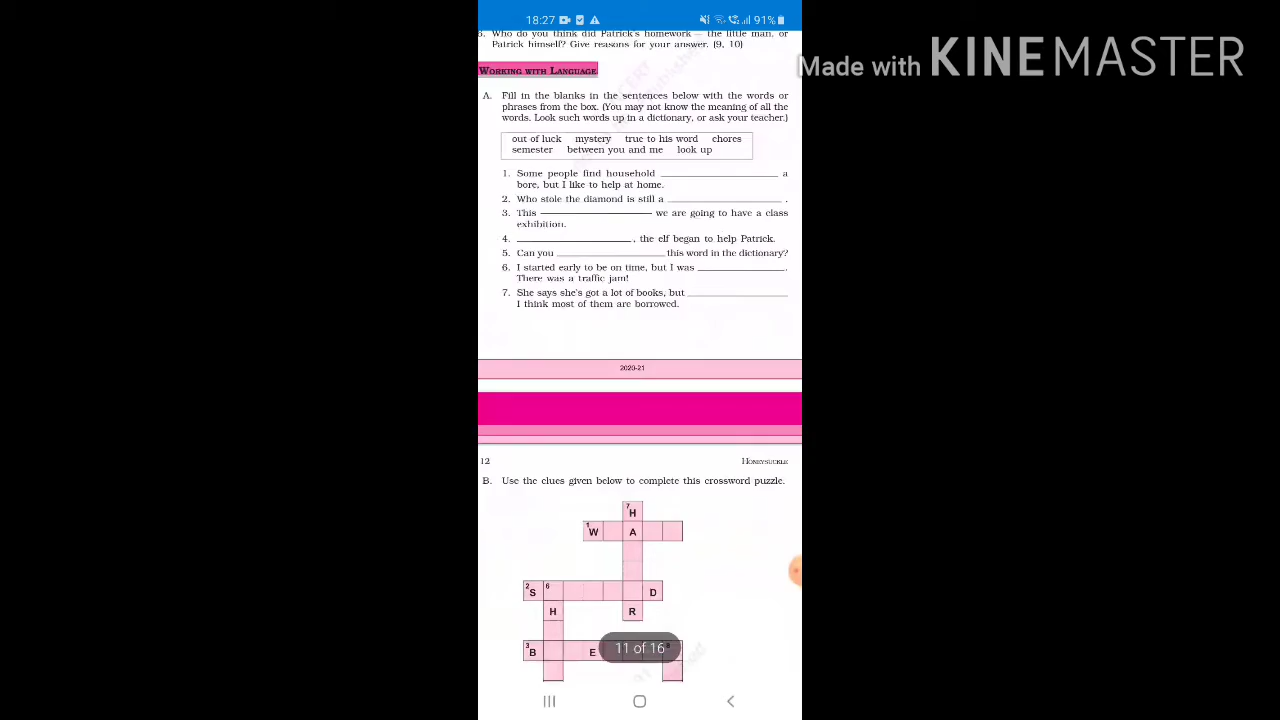 18:27 91%
Made with KINEMASTER
Who do you think did Patrick's homework — the little man, or
Patrick himself? Give reasons for your answer. (9, 10)
WORKING WITH LANGUAGE
A. Fill in the blanks in the sentences below with the words or
phrases from the box. (You may not know the meaning of all the
words. Look such words up in a dictionary, or ask your teacher.)
out of luck mystery true to his word chores
semester between you and me look up
1. Some people find household ____ a
bore, but I like to help at home.
2. Who stole the diamond is still a ____ .
3. This ____ we are going to have a class
exhibition.
4. ____ , the elf began to help Patrick.
5. Can you ____ this word in the dictionary?
6. I started early to be on time, but I was ____ .
There was a traffic jam!
7. She says she's got a lot of books, but ____
I think most of them are borrowed.
2020-21
12 HONEYSUCKLE
B. Use the clues given below to complete this crossword puzzle.
7 H
1 W A
2 S 6 D
H R
3 B E 8
11 of 16